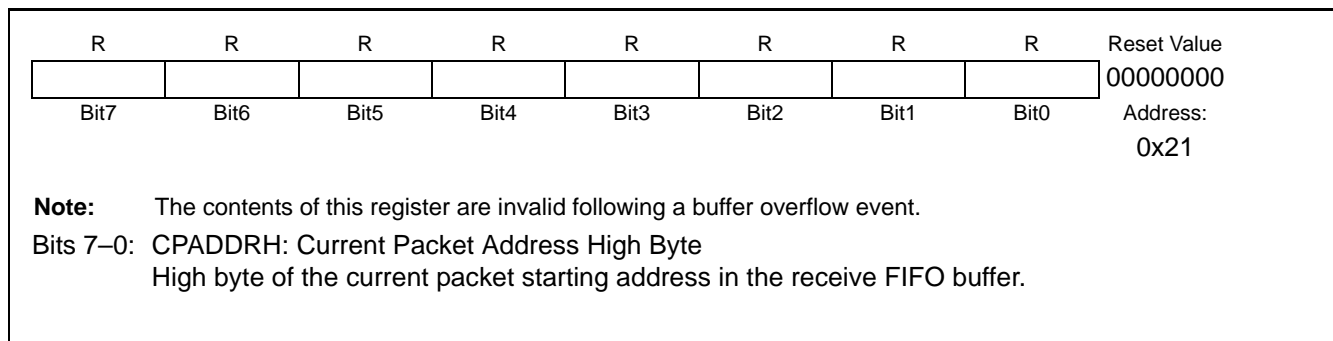 R R R R R R R R Reset Value
00000000
Bit7 Bit6 Bit5 Bit4 Bit3 Bit2 Bit1 Bit0 Address:
0x21
Note: The contents of this register are invalid following a buffer overflow event.
Bits 7–0: CPADDRH: Current Packet Address High Byte
High byte of the current packet starting address in the receive FIFO buffer.